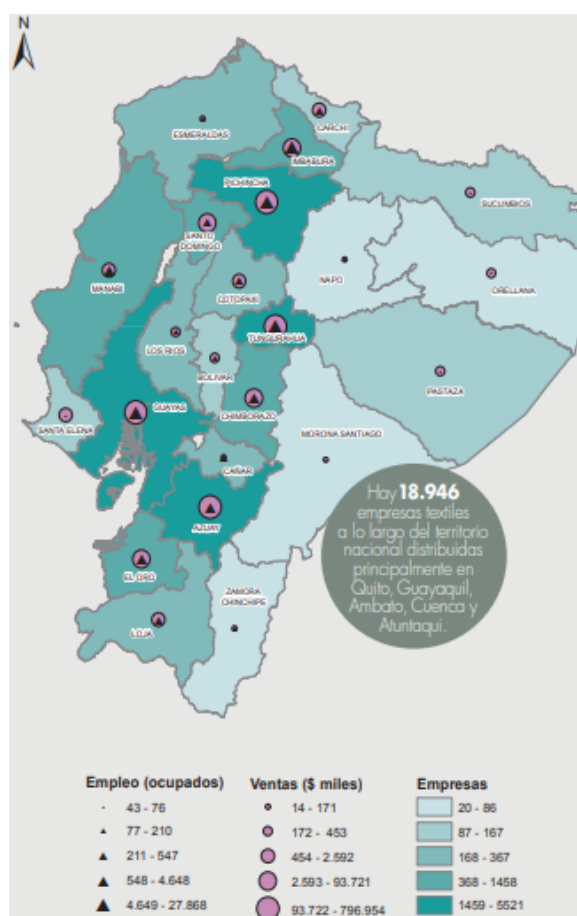 N
ESMERALDAS
CARCHI
IMBABURA
PICHINCHA
SUCUMBIOS
SANTO
DOMINGO
NAPO
ORELLANA
MANABI
COTOPAXI
LOS RIOS
TUNGURAHUA
BOLIVAR
PASTAZA
GUAYAS
SANTA ELENA
CHIMBORAZO
MORONA SANTIAGO
CAÑAR
Hay 18.946
empresas textiles
a lo largo del territorio
nacional distribuidas
principalmente en
Quito, Guayaquil,
Ambato, Cuenca y
Atuntaqui.
AZUAY
EL ORO
ZAMORA
CHINCHIPE
LOJA
Empleo (ocupados)
43 - 76
77 - 210
211 - 547
548 - 4.648
4.649 - 27.868
Ventas ($ miles)
14 - 171
172 - 453
454 - 2.592
2.593 - 93.721
93.722 - 796.954
Empresas
20 - 86
87 - 167
168 - 367
368 - 1458
1459 - 5521